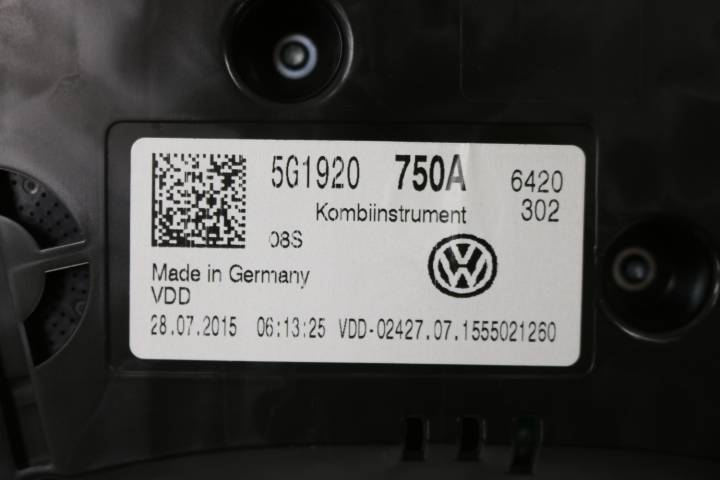 5G1920 750A 6420
Kombiinstrument 302
08S
Made in Germany
VDD
28.07.2015 06:13:25 VDD-02427.07.1555021260